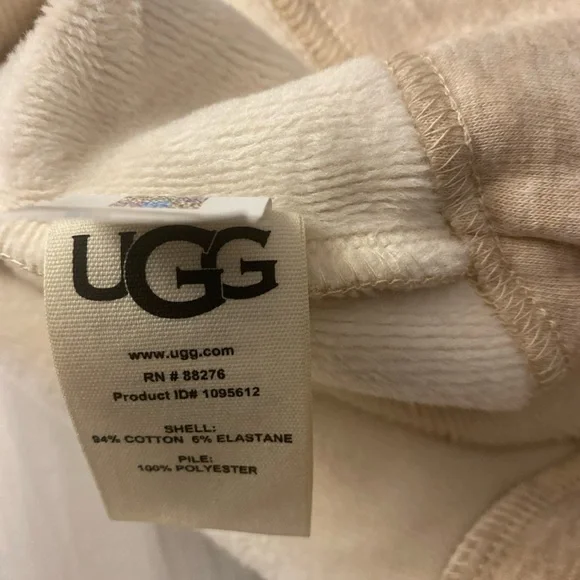 UGG
www.ugg.com
RN # 88276
Product ID# 1095612
SHELL:
94% COTTON 6% ELASTANE
PILE:
100% POLYESTER